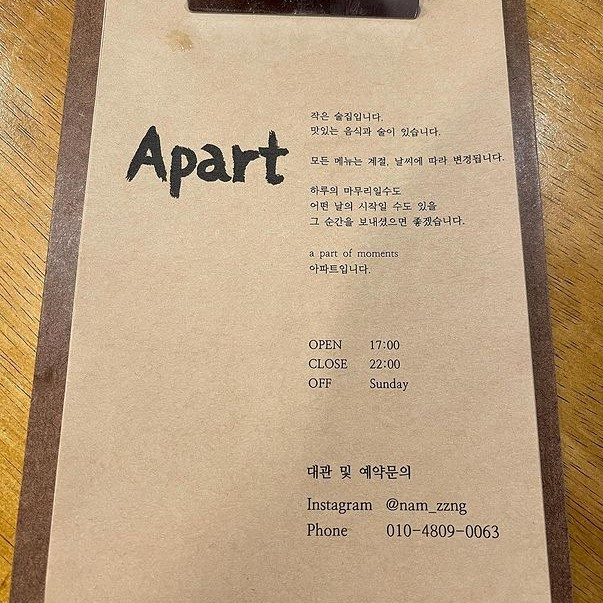 Apart
작은 술집입니다.
맛있는 음식과 술이 있습니다.
모든 메뉴는 계절, 날씨에 따라 변경됩니다.
하루의 마무리일수도
어떤 날의 시작일 수도 있을
그 순간을 보내셨으면 좋겠습니다.
a part of moments
아파트입니다.
OPEN 17:00
CLOSE 22:00
OFF Sunday
대관 및 예약문의
Instagram @nam_zzng
Phone 010-4809-0063